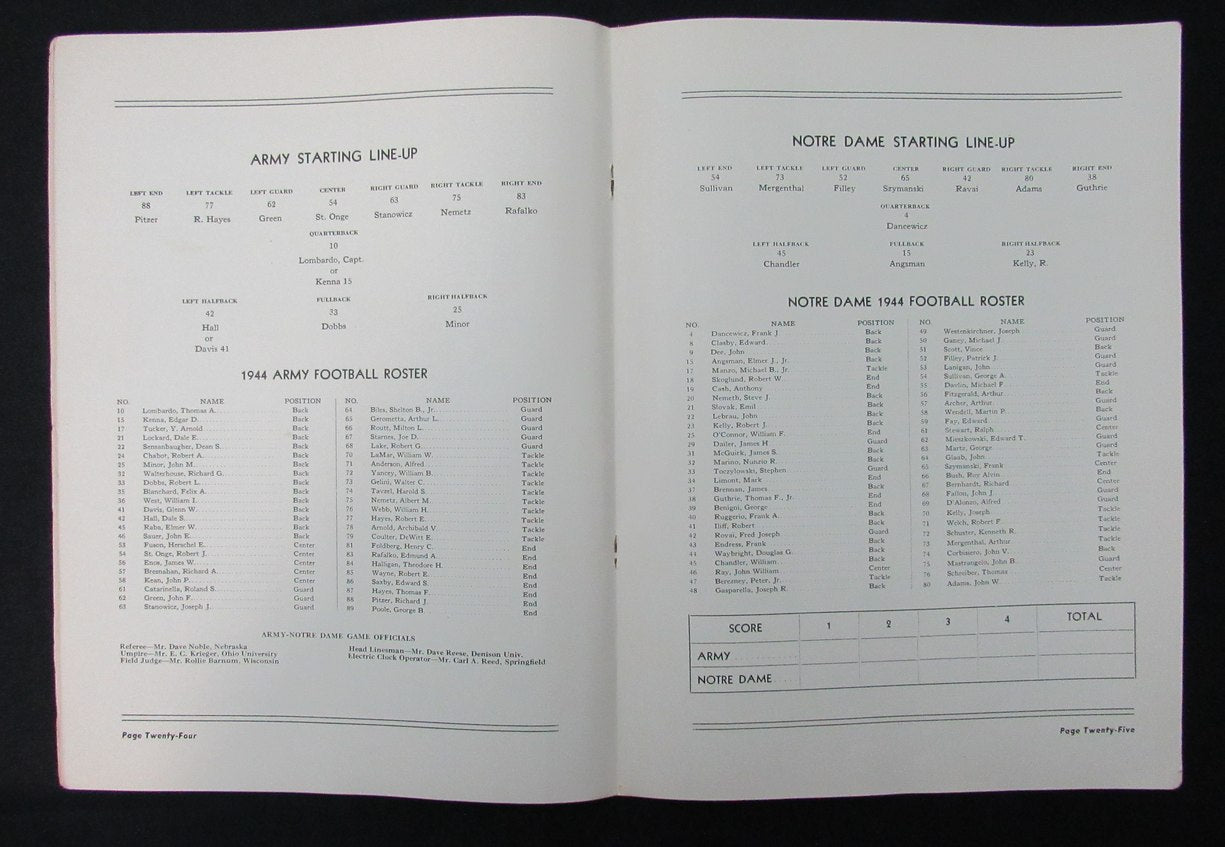 ARMY STARTING LINE-UP
LEFT END LEFT TACKLE LEFT GUARD CENTER RIGHT GUARD RIGHT TACKLE RIGHT END
88 77 62 54 63 75 83
Pitzer R. Hayes Green St. Onge Stanowicz Nemetz Rafalko
QUARTERBACK
10
Lombardo, Capt.
or
Kenna 15
LEFT HALFBACK FULLBACK RIGHT HALFBACK
42 33 25
Hall Dobbs Minor
or
Davis 41
1944 ARMY FOOTBALL ROSTER
NO. NAME POSITION
10 Lombardo, Thomas A. Back
15 Kenna, Edgar D. Back
17 Tucker, Y. Arnold Back
21 Lockard, Dale E. Back
22 Sensanbaugher, Dean S. Back
24 Chabot, Robert A. Back
25 Minor, John M. Back
32 Walterhouse, Richard G. Back
33 Dobbs, Robert L. Back
35 Blanchard, Felix A. Back
36 West, William I. Back
41 Davis, Glenn W. Back
42 Hall, Dale S. Back
45 Raba, Elmer W. Back
46 Sauer, John E. Back
53 Fuson, Herschel E. Center
54 St. Onge, Robert J. Center
56 Enos, James W. Center
57 Bresnahan, Richard A. Center
58 Kean, John P. Center
61 Catarinella, Roland S. Guard
62 Green, John F. Guard
63 Stanowicz, Joseph J. Guard
NO. NAME POSITION
64 Biles, Shelton B., Jr. Guard
65 Gerometta, Arthur L. Guard
66 Routt, Milton L. Guard
67 Starnes, Joe D. Guard
68 Lake, Robert G. Guard
70 LaMar, William W. Tackle
71 Anderson, Alfred Tackle
72 Yancey, William B. Tackle
73 Gelini, Walter C. Tackle
74 Tavzel, Harold S. Tackle
75 Nemetz, Albert M. Tackle
76 Webb, William H. Tackle
77 Hayes, Robert E. Tackle
78 Arnold, Archibald V. Tackle
79 Coulter, DeWitt E. Tackle
81 Foldberg, Henry C. End
83 Rafalko, Edmund A. End
84 Halligan, Theodore H. End
85 Wayne, Robert E. End
86 Saxby, Edward S. End
87 Hayes, Thomas F. End
88 Pitzer, Richard J. End
89 Poole, George B. End
ARMY-NOTRE DAME GAME OFFICIALS
Referee—Mr. Dave Noble, Nebraska
Umpire—Mr. E. C. Krieger, Ohio University
Field Judge—Mr. Rollie Barnum, Wisconsin
Head Linesman—Mr. Dave Reese, Denison Univ.
Electric Clock Operator—Mr. Carl A. Reed, Springfield
Page Twenty-Four
NOTRE DAME STARTING LINE-UP
LEFT END LEFT TACKLE LEFT GUARD CENTER RIGHT GUARD RIGHT TACKLE RIGHT END
54 73 52 65 42 80 38
Sullivan Mergenthal Filley Szymanski Ravai Adams Guthrie
QUARTERBACK
4
Dancewicz
LEFT HALFBACK FULLBACK RIGHT HALFBACK
45 15 23
Chandler Angsman Kelly, R.
NOTRE DAME 1944 FOOTBALL ROSTER
NO. NAME POSITION
4 Dancewicz, Frank J. Back
8 Clasby, Edward Back
9 Dee, John Back
15 Angsman, Elmer J., Jr. Back
17 Manzo, Michael B., Jr. Tackle
18 Skoglund, Robert W. End
19 Cash, Anthony End
20 Nemeth, Steve J. Back
21 Slovak, Emil Back
22 Lebrau, John Back
23 Kelly, Robert J. Back
25 O'Connor, William F. End
29 Dailer, James H. Guard
31 McGurk, James S. Back
32 Marino, Nunzio R. Back
33 Toczylowski, Stephen Guard
34 Limont, Mark End
37 Brennan, James Back
38 Guthrie, Thomas F., Jr. End
39 Benigni, George End
40 Ruggerio, Frank A. Back
41 Iliff, Robert Back
42 Rovai, Fred Joseph Guard
43 Endress, Frank Back
44 Waybright, Douglas G. End
45 Chandler, William Back
46 Ray, John William Center
47 Berezney, Peter, Jr. Tackle
48 Gasparella, Joseph R. Back
NO. NAME POSITION
49 Westenkirchner, Joseph Guard
50 Ganey, Michael J. Guard
51 Scott, Vince Back
52 Filley, Patrick J. Guard
53 Lanigan, John Guard
54 Sullivan, George A. Tackle
55 Davlin, Michael F. End
56 Fitzgerald, Arthur Back
57 Archer, Arthur Guard
58 Wendell, Martin P. Back
59 Fay, Edward Guard
61 Stewart, Ralph Center
62 Mieszkowski, Edward T. Guard
63 Martz, George Guard
64 Glaab, John Tackle
65 Szymanski, Frank Center
66 Bush, Roy Alvin End
67 Bernhardt, Richard Center
68 Fallon, John J. Guard
69 D'Alonzo, Alfred End
70 Kelly, Joseph Tackle
71 Welch, Robert F. Tackle
72 Schuster, Kenneth R. Tackle
73 Mergenthal, Arthur Tackle
74 Corbisiero, John V. Back
75 Mastrangelo, John B. Guard
76 Schreiber, Thomas Center
80 Adams, John W. Tackle
SCORE 1 2 3 4 TOTAL
ARMY
NOTRE DAME
Page Twenty-Five